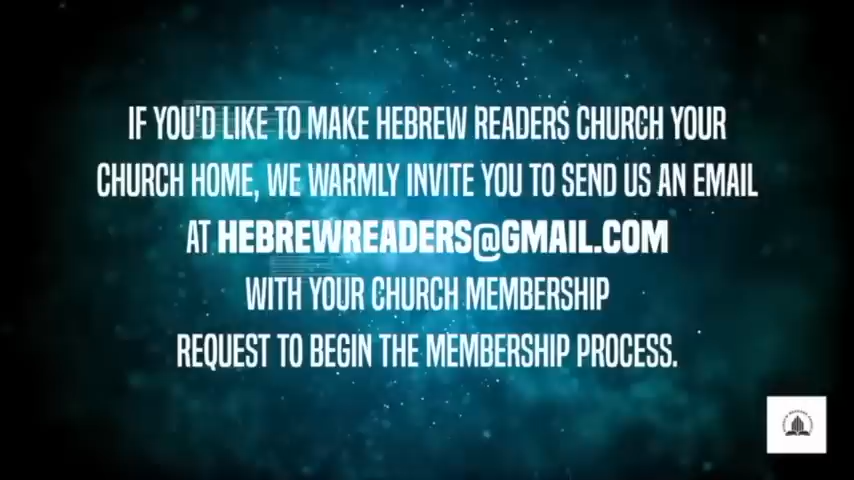 IF YOU'D LIKE TO MAKE HEBREW READERS CHURCH YOUR
CHURCH HOME, WE WARMLY INVITE YOU TO SEND US AN EMAIL
AT HEBREWREADERS@GMAIL.COM
WITH YOUR CHURCH MEMBERSHIP
REQUEST TO BEGIN THE MEMBERSHIP PROCESS.